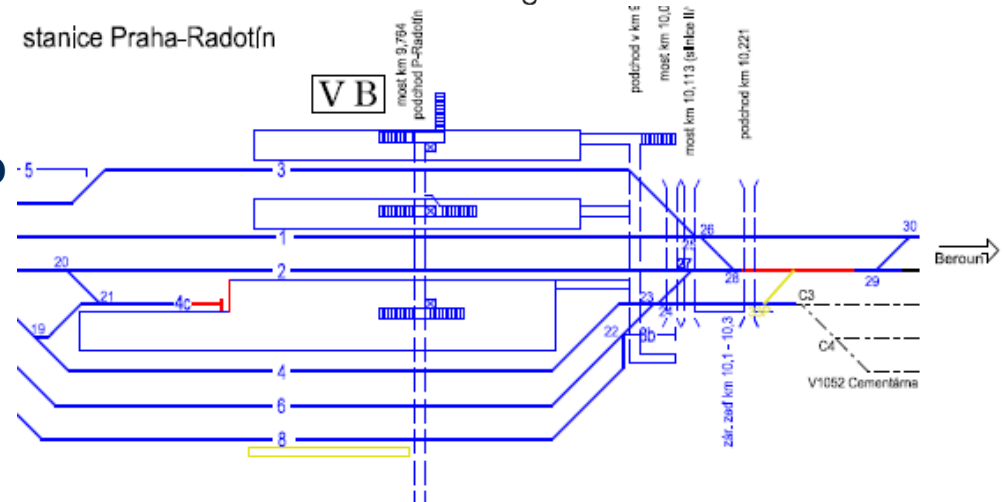 stanice Praha-Radotín
most km 9,764
podchod P-Radotín
podchod v km 9
most km 10,0
most km 10,113 (silnice II/
podchod km 10,221
V B
5
3
1
26
30
Beroun
20
2
27
28
29
21
4c
23
24
C3
19
22
8b
C4
4
V1052 Cementárna
6
zár. zaď km 10,1 - 10,3
8